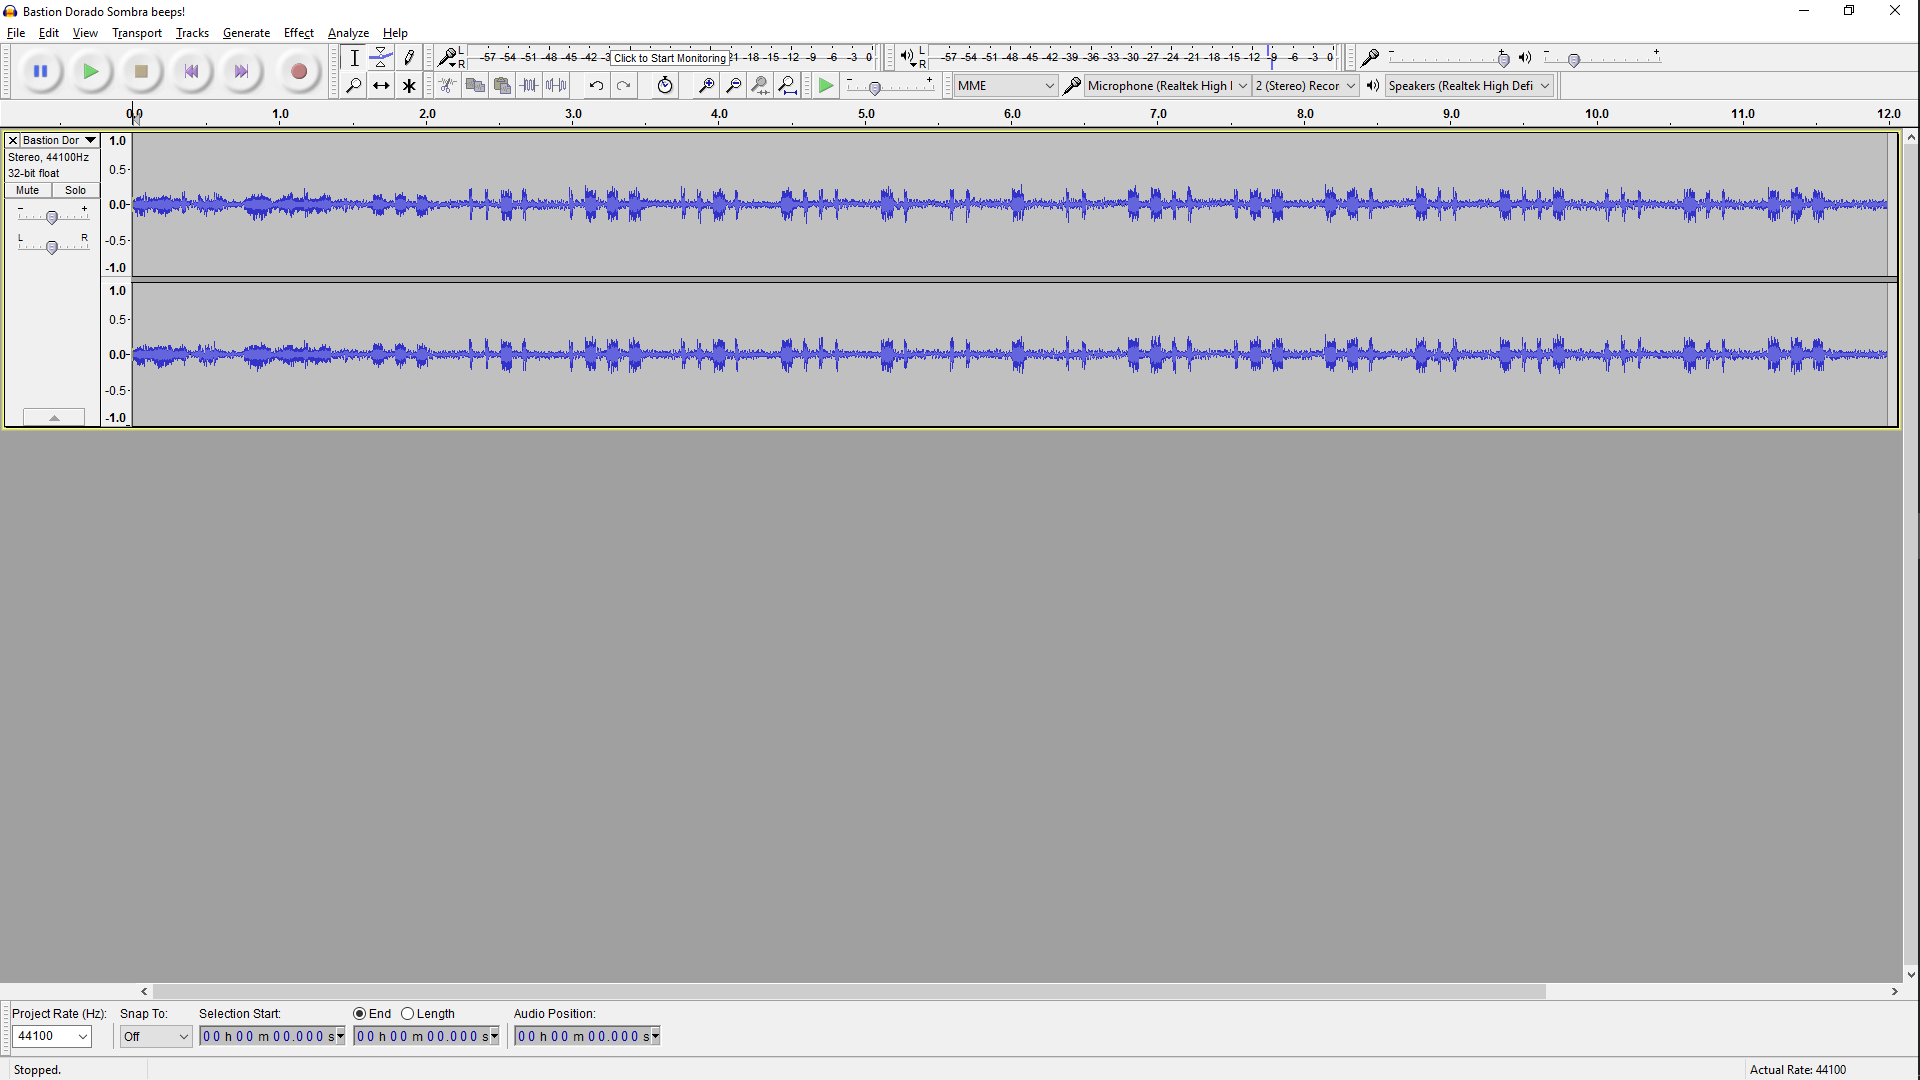 Bastion Dorado Sombra beeps!
File Edit View Transport Tracks Generate Effect Analyze Help
L R -57 -54 -51 -48 -45 -42 -3 Click to Start Monitoring 21 -18 -15 -12 -9 -6 -3 0 L R -57 -54 -51 -48 -45 -42 -39 -36 -33 -30 -27 -24 -21 -18 -15 -12 -9 -6 -3 0 - + - +
- + MME Microphone (Realtek High 2 (Stereo) Recor Speakers (Realtek High Defi
0.0 1.0 2.0 3.0 4.0 5.0 6.0 7.0 8.0 9.0 10.0 11.0 12.0
Bastion Dor 1.0
Stereo, 44100Hz
32-bit float 0.5
Mute Solo
- + 0.0
L R -0.5
-1.0
1.0
0.5
0.0
-0.5
-1.0
Project Rate (Hz): Snap To: Selection Start: End Length Audio Position:
44100 Off 00 h 00 m 00.000 s 00 h 00 m 00.000 s 00 h 00 m 00.000 s
Stopped. Actual Rate: 44100